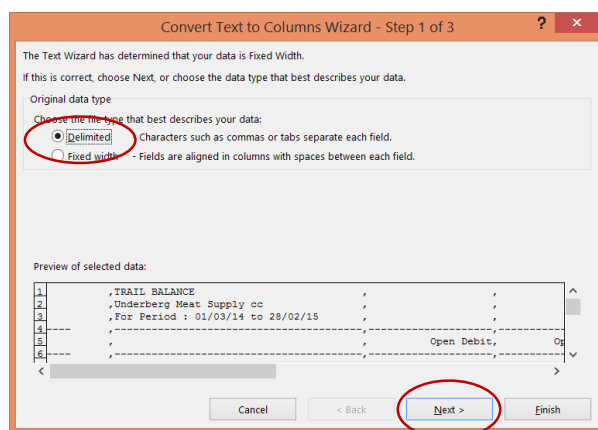 Convert Text to Columns Wizard - Step 1 of 3 ? ×
The Text Wizard has determined that your data is Fixed Width.
If this is correct, choose Next, or choose the data type that best describes your data.
Original data type
Choose the file type that best describes your data:
Delimited - Characters such as commas or tabs separate each field.
Fixed width - Fields are aligned in columns with spaces between each field.
Preview of selected data:
1 ,TRAIL BALANCE , ,
2 ,Underberg Meat Supply cc , ,
3 ,For Period : 01/03/14 to 28/02/15 , ,
4 ---- ,----------------------------------------,----------------,-------
5 , , Open Debit, Op
6 ---- ,----------------------------------------,----------------,-------
Cancel < Back Next > Finish